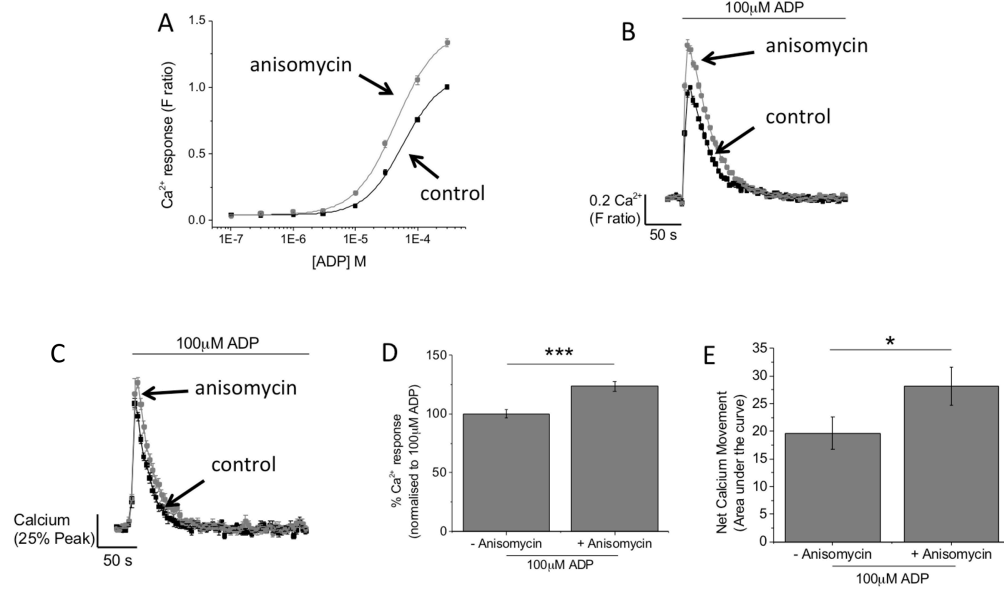 A
1.5
1.0
0.5
0.0
Ca²⁺ response (F ratio)
anisomycin
control
1E-7 1E-6 1E-5 1E-4
[ADP] M
B
100µM ADP
anisomycin
control
0.2 Ca²⁺
(F ratio)
50 s
C
100µM ADP
anisomycin
control
Calcium
(25% Peak)
50 s
D
150
100
50
0
% Ca²⁺ response
(normalised to 100µM ADP)
***
- Anisomycin + Anisomycin
100µM ADP
E
35
30
25
20
15
10
5
0
Net Calcium Movement
(Area under the curve)
*
- Anisomycin + Anisomycin
100µM ADP